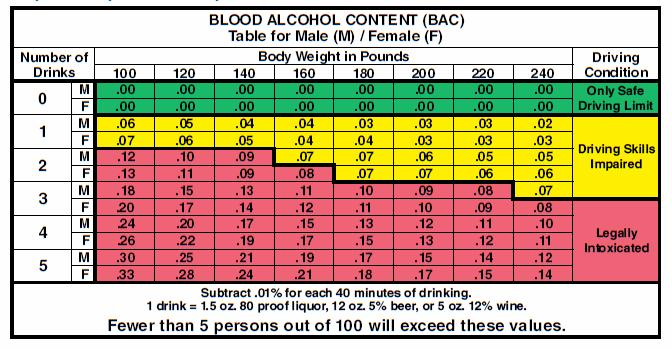 BLOOD ALCOHOL CONTENT (BAC)
Table for Male (M) / Female (F)
Number of Drinks Body Weight in Pounds Driving Condition
100 120 140 160 180 200 220 240
0 M .00 .00 .00 .00 .00 .00 .00 .00 Only Safe
F .00 .00 .00 .00 .00 .00 .00 .00 Driving Limit
1 M .06 .05 .04 .04 .03 .03 .03 .02 Driving Skills Impaired
F .07 .06 .05 .04 .04 .03 .03 .03
2 M .12 .10 .09 .07 .07 .06 .05 .05
F .13 .11 .09 .08 .07 .07 .06 .06
3 M .18 .15 .13 .11 .10 .09 .08 .07
F .20 .17 .14 .12 .11 .10 .09 .08 Legally Intoxicated
4 M .24 .20 .17 .15 .13 .12 .11 .10
F .26 .22 .19 .17 .15 .13 .12 .11
5 M .30 .25 .21 .19 .17 .15 .14 .12
F .33 .28 .24 .21 .18 .17 .15 .14
Subtract .01% for each 40 minutes of drinking.
1 drink = 1.5 oz. 80 proof liquor, 12 oz. 5% beer, or 5 oz. 12% wine.
Fewer than 5 persons out of 100 will exceed these values.